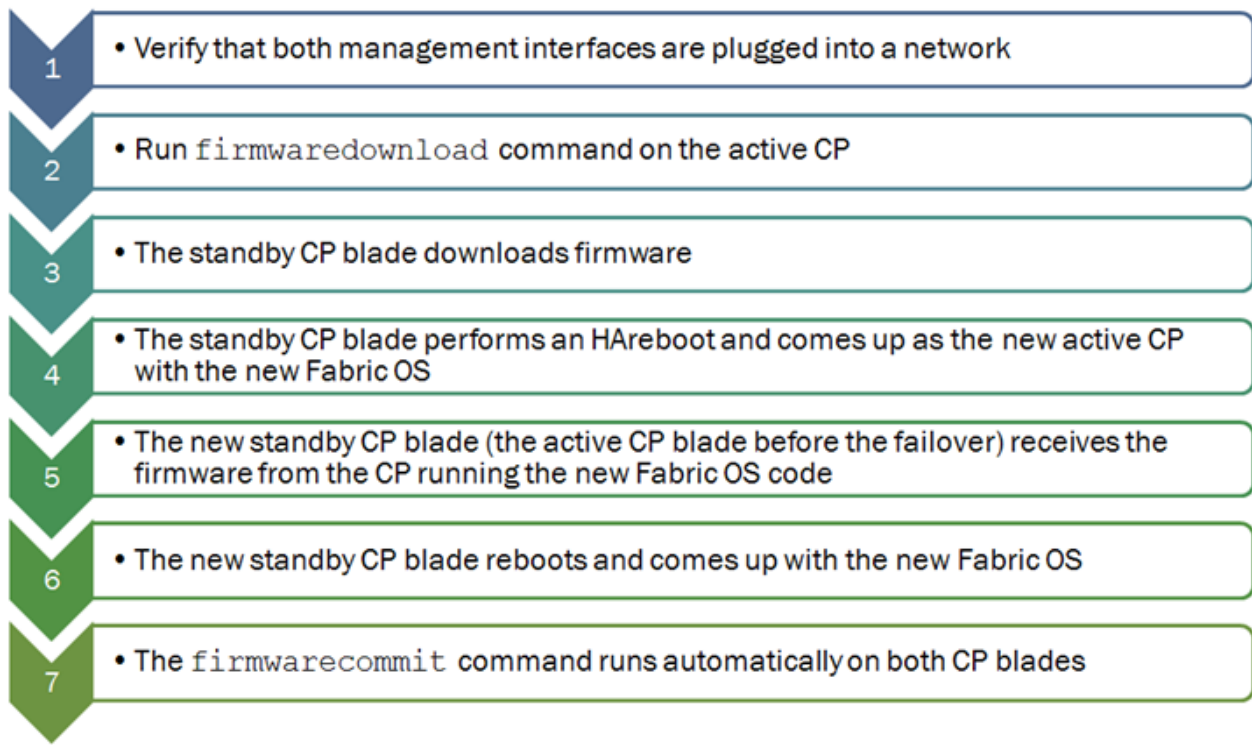 1
• Verify that both management interfaces are plugged into a network
2
• Run firmwaredownload command on the active CP
3
• The standby CP blade downloads firmware
4
• The standby CP blade performs an HAreboot and comes up as the new active CP
with the new Fabric OS
5
• The new standby CP blade (the active CP blade before the failover) receives the
firmware from the CP running the new Fabric OS code
6
• The new standby CP blade reboots and comes up with the new Fabric OS
7
• The firmwarecommit command runs automatically on both CP blades